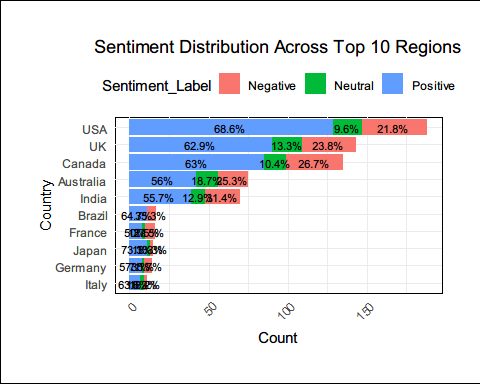 Sentiment Distribution Across Top 10 Regions
Sentiment_Label Negative Neutral Positive
Country
USA 68.6% 9.6% 21.8%
UK 62.9% 13.3% 23.8%
Canada 63% 10.4% 26.7%
Australia 56% 18.7% 25.3%
India 55.7% 12.9% 31.4%
Brazil
France
Japan
Germany
Italy
0 50 100 150
Count